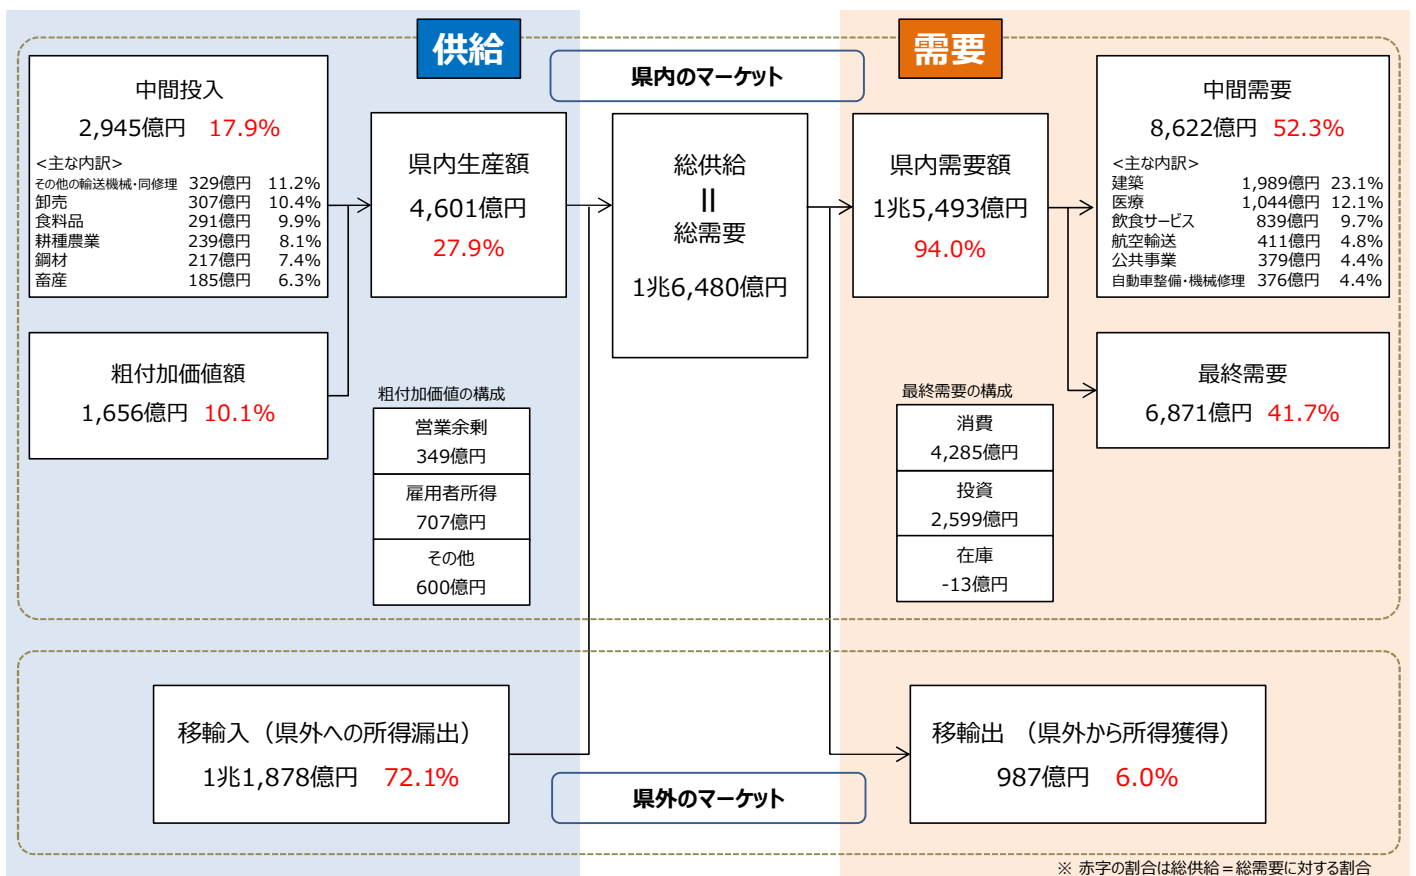 供給
需要
県内のマーケット
中間投入
2,945億円 17.9%
<主な内訳>
その他の輸送機械・同修理 329億円 11.2%
卸売 307億円 10.4%
食料品 291億円 9.9%
耕種農業 239億円 8.1%
鋼材 217億円 7.4%
畜産 185億円 6.3%
粗付加価値額
1,656億円 10.1%
県内生産額
4,601億円
27.9%
粗付加価値の構成
営業余剰
349億円
雇用者所得
707億円
その他
600億円
総供給
||
総需要
1兆6,480億円
県内需要額
1兆5,493億円
94.0%
最終需要の構成
消費
4,285億円
投資
2,599億円
在庫
-13億円
中間需要
8,622億円 52.3%
<主な内訳>
建築 1,989億円 23.1%
医療 1,044億円 12.1%
飲食サービス 839億円 9.7%
航空輸送 411億円 4.8%
公共事業 379億円 4.4%
自動車整備・機械修理 376億円 4.4%
最終需要
6,871億円 41.7%
移輸入（県外への所得漏出）
1兆1,878億円 72.1%
県外のマーケット
移輸出 （県外から所得獲得）
987億円 6.0%
※ 赤字の割合は総供給＝総需要に対する割合